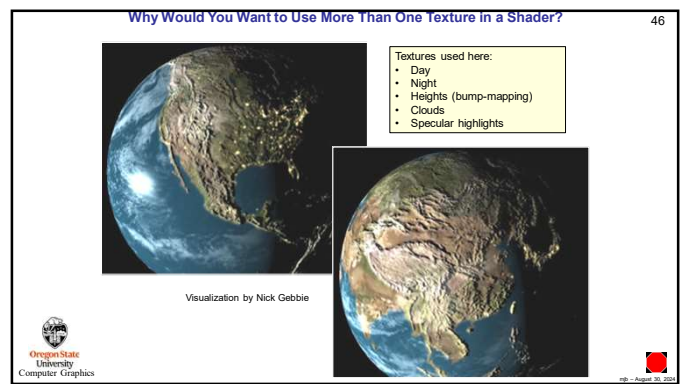 Why Would You Want to Use More Than One Texture in a Shader?
46
Textures used here:
• Day
• Night
• Heights (bump-mapping)
• Clouds
• Specular highlights
Visualization by Nick Gebbie
Oregon State
University
Computer Graphics
mjb – August 30, 2024